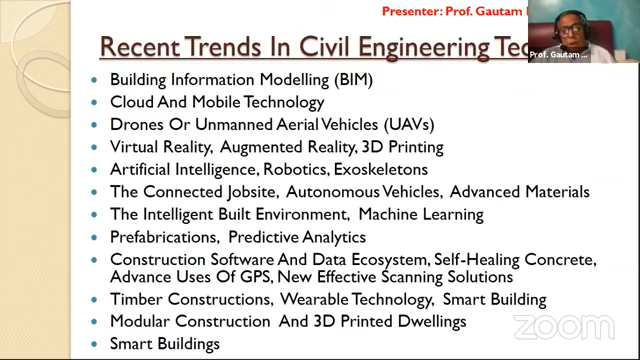 Presenter: Prof. Gautam
Recent Trends In Civil Engineering
Prof. Gautam ...
Building Information Modelling (BIM)
Cloud And Mobile Technology
Drones Or Unmanned Aerial Vehicles (UAVs)
Virtual Reality, Augmented Reality, 3D Printing
Artificial Intelligence, Robotics, Exoskeletons
The Connected Jobsite, Autonomous Vehicles, Advanced Materials
The Intelligent Built Environment, Machine Learning
Prefabrications, Predictive Analytics
Construction Software And Data Ecosystem, Self-Healing Concrete,
Advance Uses Of GPS, New Effective Scanning Solutions
Timber Constructions, Wearable Technology, Smart Building
Modular Construction And 3D Printed Dwellings
Smart Buildings
zoom